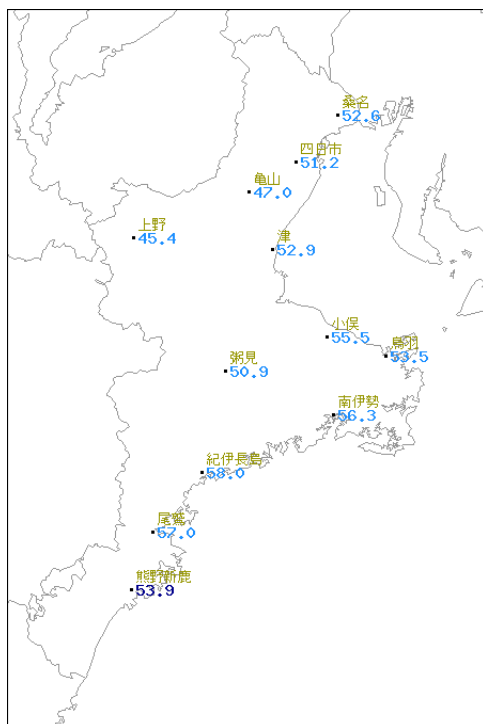 桑名
52.6
四日市
51.2
亀山
47.0
上野
45.4
津
52.9
小俣
55.5
鳥羽
53.5
粥見
50.9
南伊勢
56.3
紀伊長島
58.0
尾鷲
57.0
熊野新鹿
53.9